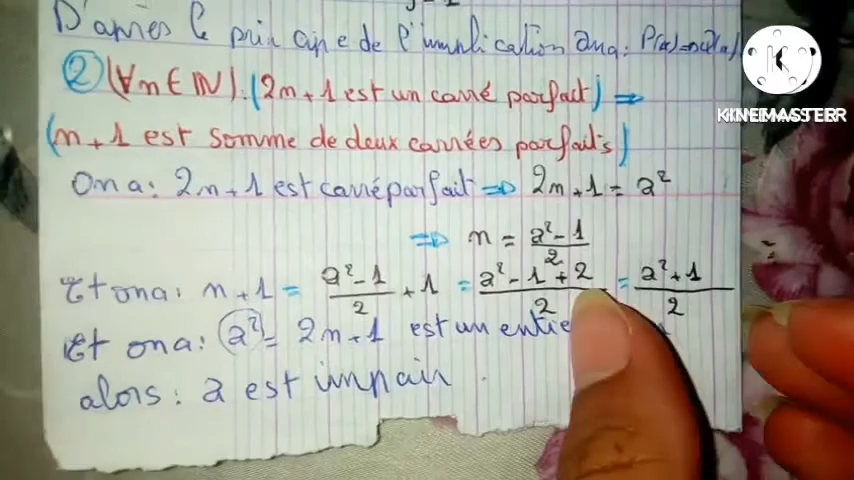 D'après le principe de l'implication on a: P(x)⇒Q(x)
KINEMASTER
② (∀n∈ℕ). (2n+1 est un carré parfait) ⇒
(n+1 est somme de deux carrées parfaits)
On a: 2n+1 est carré parfait ⇒ 2n+1 = a²
⇒ n = (a²-1)/2
Et on a: n+1 = (a²-1)/2 + 1 = (a²-1+2)/2 = (a²+1)/2
Et on a: a² = 2n+1 est un entie
alors: a est impair.